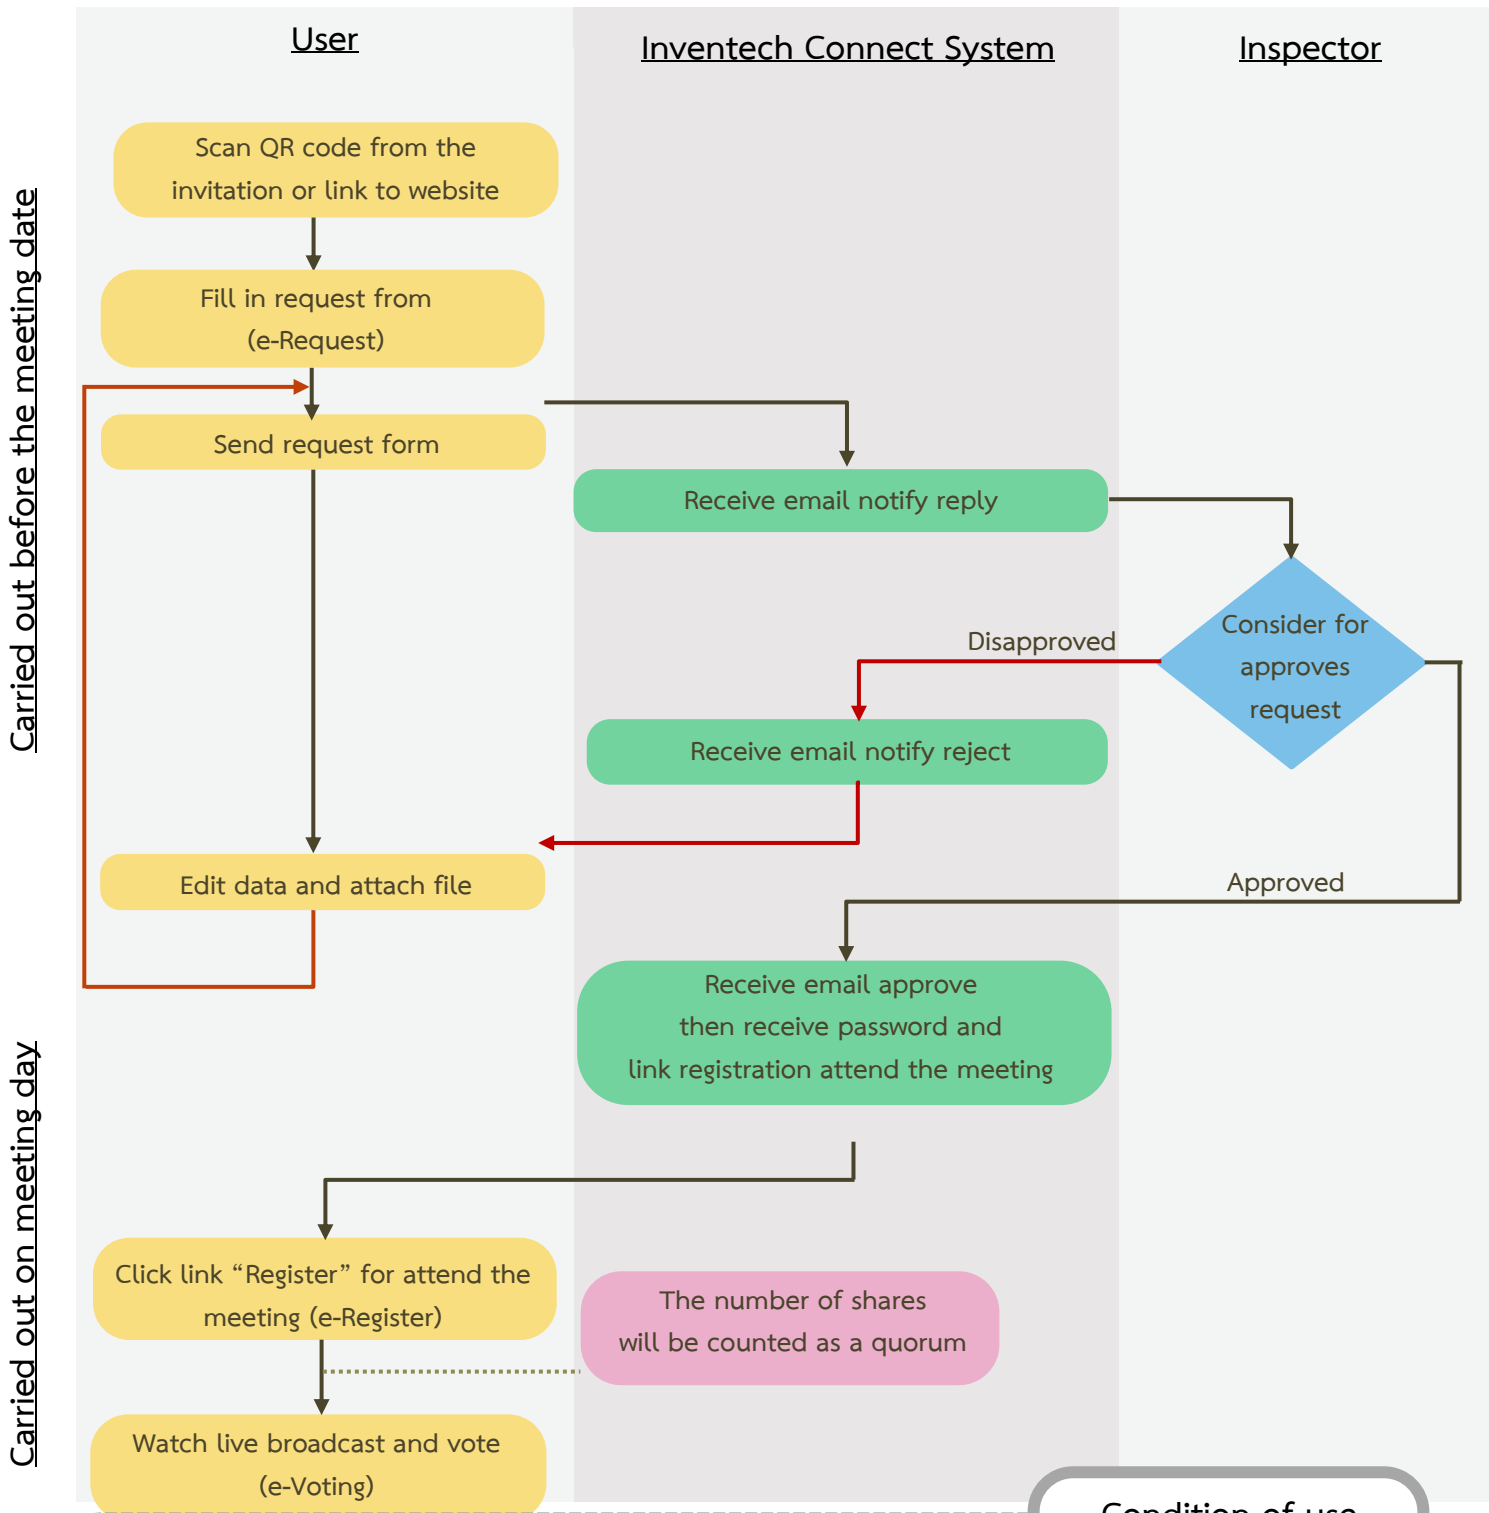 User
Inventech Connect System
Inspector
Carried out before the meeting date
Scan QR code from the
invitation or link to website
Fill in request from
(e-Request)
Send request form
Receive email notify reply
Consider for
approves
request
Disapproved
Receive email notify reject
Edit data and attach file
Approved
Receive email approve
then receive password and
link registration attend the meeting
Carried out on meeting day
Click link “Register” for attend the
meeting (e-Register)
The number of shares
will be counted as a quorum
Watch live broadcast and vote
(e-Voting)
Condition of use